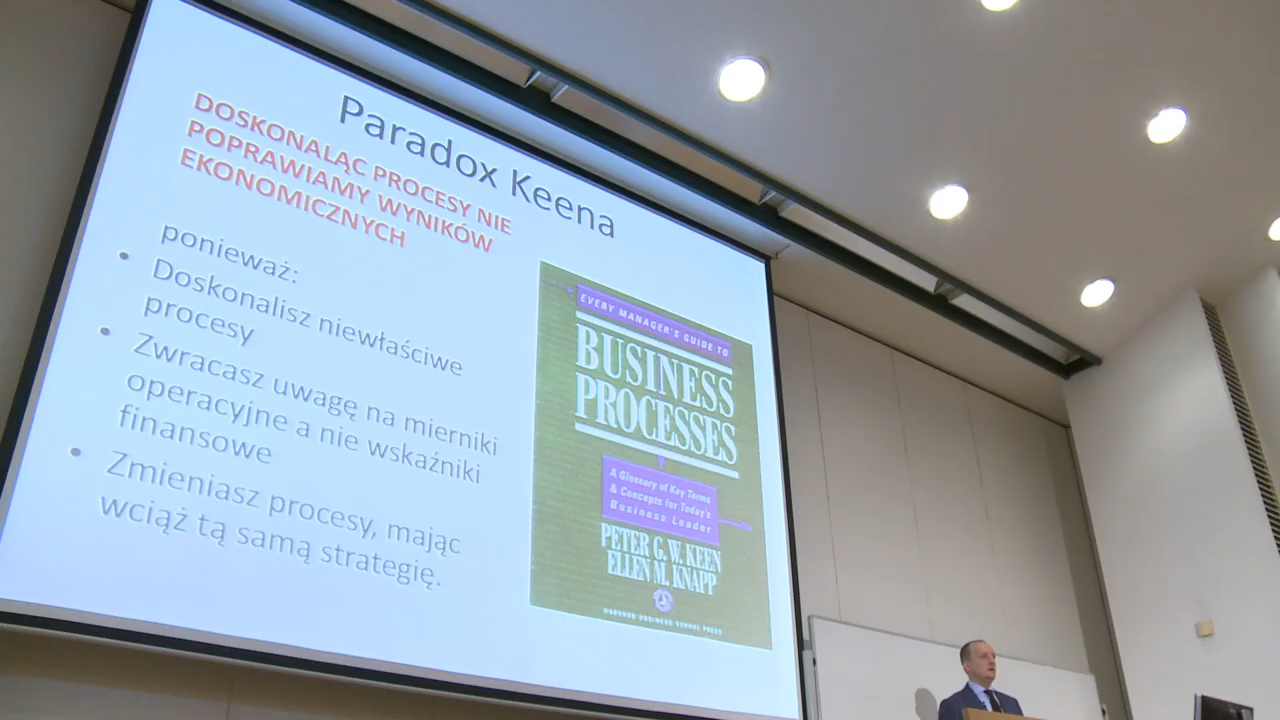 Paradox Keena
DOSKONALĄC PROCESY NIE
POPRAWIAMY WYNIKÓW
EKONOMICZNYCH
ponieważ:
• Doskonalisz niewłaściwe
procesy
• Zwracasz uwagę na mierniki
operacyjne a nie wskaźniki
finansowe
• Zmieniasz procesy, mając
wciąż tą samą strategię.
EVERY MANAGER'S GUIDE TO
BUSINESS
PROCESSES
A Glossary of Key Terms
& Concepts for Today's
Business Leader
PETER G. W. KEEN
ELLEN M. KNAPP
HARVARD BUSINESS SCHOOL PRESS